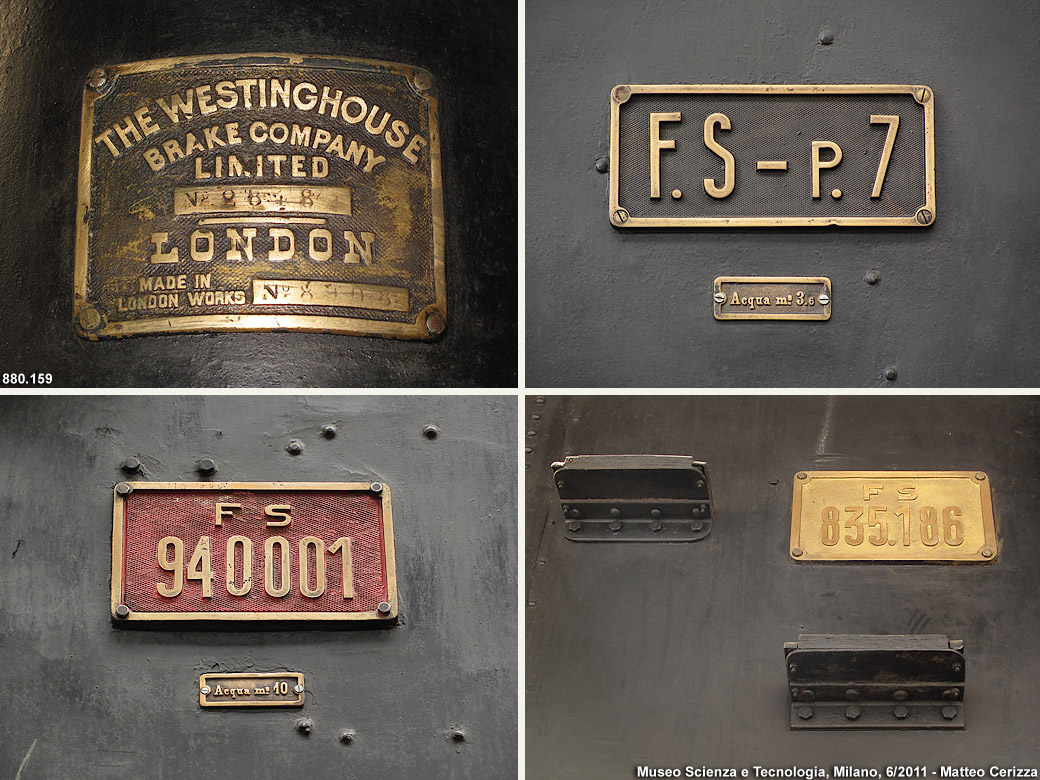 THE WESTINGHOUSE
BRAKE COMPANY
LIMITED
LONDON
MADE IN
LONDON WORKS Nº
880.159
F.S-P.7
Acqua m³ 3.6
FS
940001
Acqua m³ 10
FS
835.186
Museo Scienza e Tecnologia, Milano, 6/2011 - Matteo Cerizza